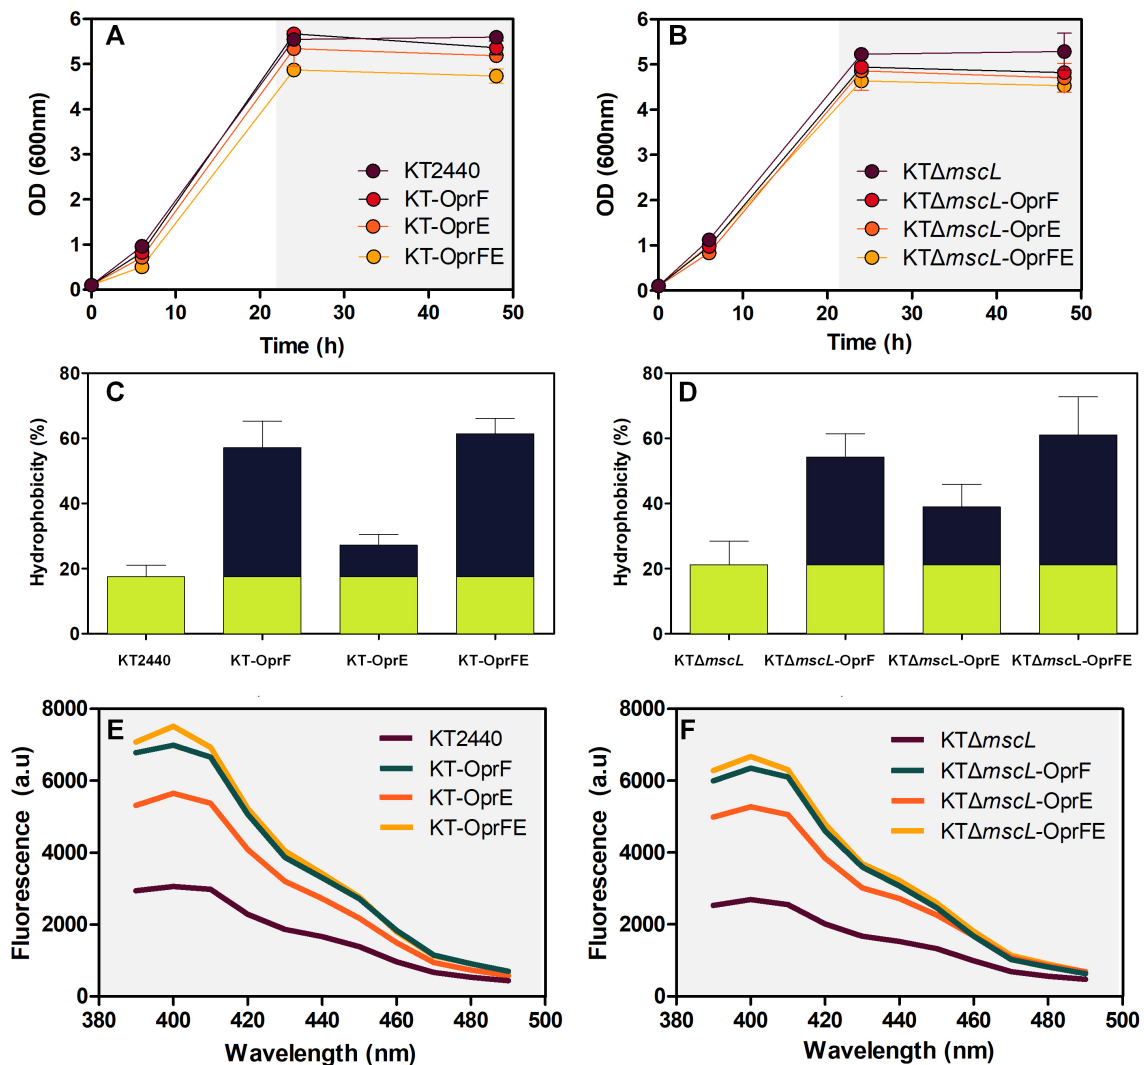 A
OD (600nm)
6
5
4
3
2
1
0
KT2440
KT-OprF
KT-OprE
KT-OprFE
0 10 20 30 40 50
Time (h)
B
OD (600nm)
6
5
4
3
2
1
0
KTΔmscL
KTΔmscL-OprF
KTΔmscL-OprE
KTΔmscL-OprFE
0 10 20 30 40 50
Time (h)
C
Hydrophobicity (%)
80
60
40
20
0
KT2440 KT-OprF KT-OprE KT-OprFE
D
Hydrophobicity (%)
80
60
40
20
0
KTΔmscL KTΔmscL-OprF KTΔmscL-OprE KTΔmscL-OprFE
E
Fluorescence (a.u)
8000
6000
4000
2000
0
KT2440
KT-OprF
KT-OprE
KT-OprFE
380 400 420 440 460 480 500
Wavelength (nm)
F
Fluorescence (a.u)
8000
6000
4000
2000
0
KTΔmscL
KTΔmscL-OprF
KTΔmscL-OprE
KTΔmscL-OprFE
380 400 420 440 460 480 500
Wavelength (nm)